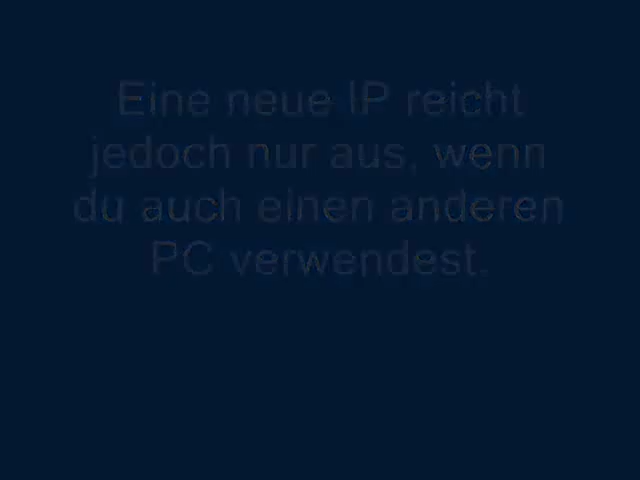 Eine neue IP reicht
jedoch nur aus, wenn
du auch einen anderen
PC verwendest.